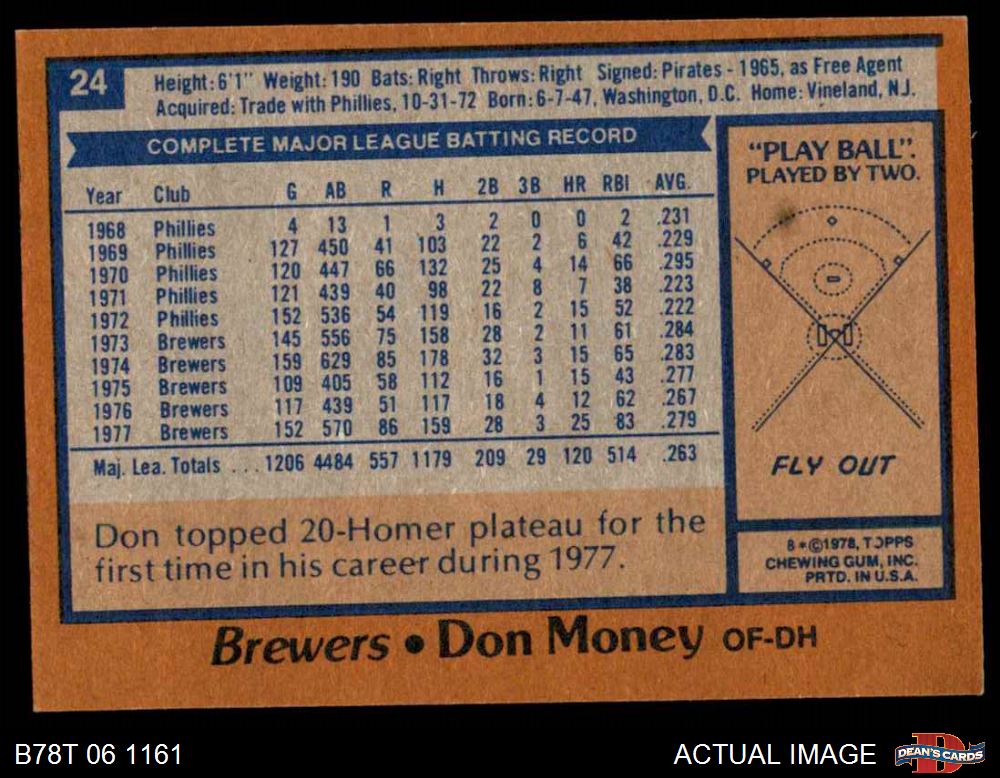 24
Height: 6'1" Weight: 190 Bats: Right Throws: Right Signed: Pirates - 1965, as Free Agent
Acquired: Trade with Phillies, 10-31-72 Born: 6-7-47, Washington, D.C. Home: Vineland, N.J.
COMPLETE MAJOR LEAGUE BATTING RECORD
Year Club G AB R H 2B 3B HR RBI AVG.
1968 Phillies 4 13 1 3 2 0 0 2 .231
1969 Phillies 127 450 41 103 22 2 6 42 .229
1970 Phillies 120 447 66 132 25 4 14 66 .295
1971 Phillies 121 439 40 98 22 8 7 38 .223
1972 Phillies 152 536 54 119 16 2 15 52 .222
1973 Brewers 145 556 75 158 28 2 11 61 .284
1974 Brewers 159 629 85 178 32 3 15 65 .283
1975 Brewers 109 405 58 112 16 1 15 43 .277
1976 Brewers 117 439 51 117 18 4 12 62 .267
1977 Brewers 152 570 86 159 28 3 25 83 .279
Maj. Lea. Totals ... 1206 4484 557 1179 209 29 120 514 .263
Don topped 20-Homer plateau for the
first time in his career during 1977.
"PLAY BALL".
PLAYED BY TWO.
FLY OUT
8*©1978, TOPPS
CHEWING GUM, INC.
PRTD. IN U.S.A.
Brewers • Don Money OF-DH
B78T 06 1161
ACTUAL IMAGE
DEAN'S CARDS